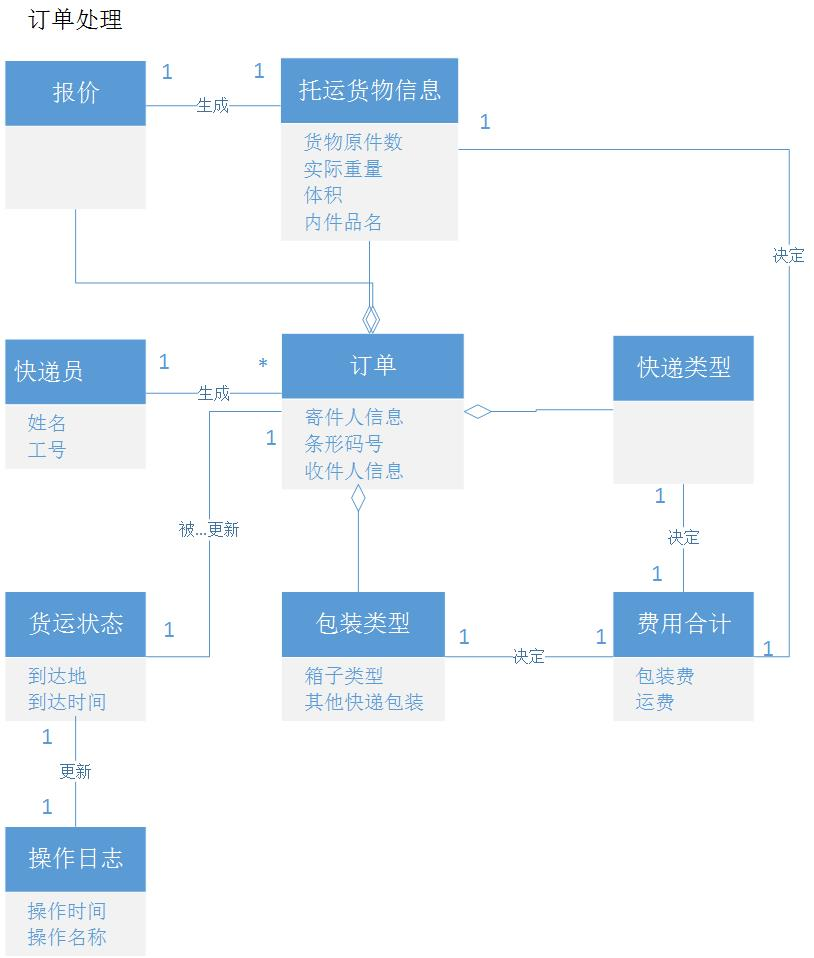 订单处理
报价
1
1
生成
托运货物信息
货物原件数
实际重量
体积
内件品名
1
决定
快递员
姓名
工号
1
*
生成
订单
寄件人信息
条形码号
收件人信息
快递类型
1
被...更新
1
决定
1
货运状态
到达地
到达时间
1
包装类型
箱子类型
其他快递包装
1
决定
1
费用合计
包装费
运费
1
1
更新
1
操作日志
操作时间
操作名称